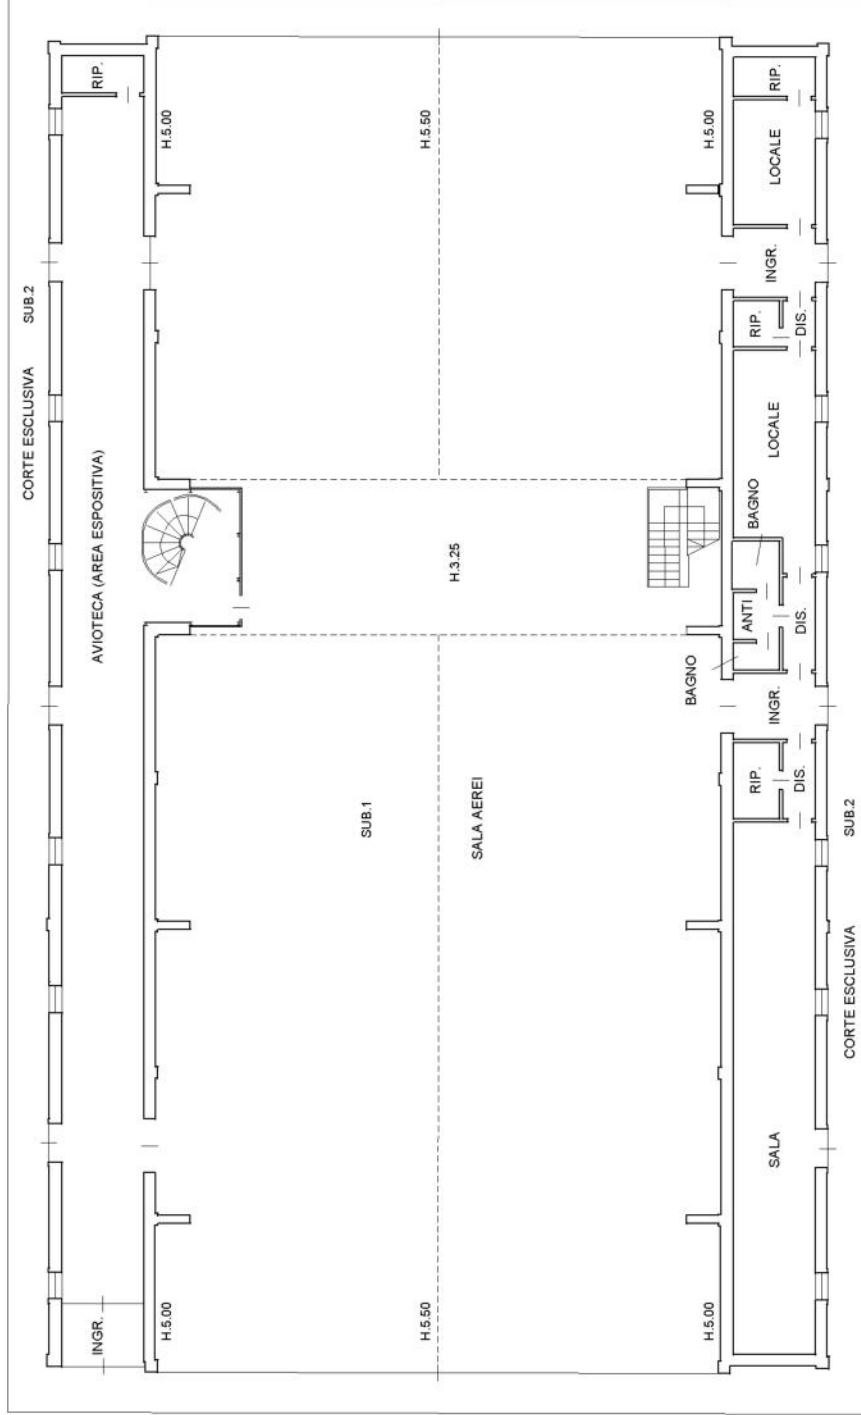 CORTE ESCLUSIVA
SUB.2
INGR.
AVIOTECA (AREA ESPOSITIVA)
RIP.
H.5.00
H.5.00
SUB.1
H.5.50
H.5.50
H.3.25
SALA AEREI
BAGNO
H.5.00
H.5.00
RIP.
ANTI
BAGNO
RIP.
SALA
INGR.
LOCALE
INGR.
LOCALE
RIP.
DIS.
DIS.
DIS.
CORTE ESCLUSIVA
SUB.2